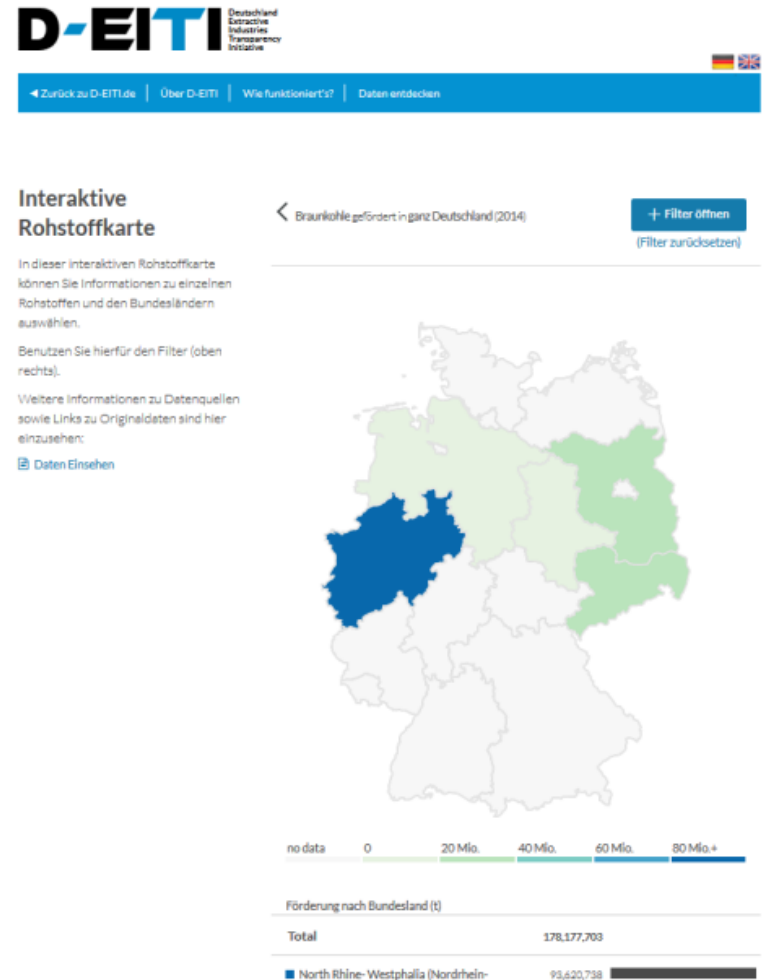 D-EITI
Deutschland
Extractive
Industries
Transparency
Initiative
◄ Zurück zu D-EITI.de | Über D-EITI | Wie funktioniert's? | Daten entdecken
Interaktive
Rohstoffkarte
In dieser interaktiven Rohstoffkarte
können Sie Informationen zu einzelnen
Rohstoffen und den Bundesländern
auswählen.
Benutzen Sie hierfür den Filter (oben
rechts).
Weitere Informationen zu Datenquellen
sowie Links zu Originaldaten sind hier
einzusehen:
Daten Einsehen
Braunkohle gefördert in ganz Deutschland (2014)
+ Filter öffnen
(Filter zurücksetzen)
no data 0 20 Mio. 40 Mio. 60 Mio. 80 Mio.+
Förderung nach Bundesland (t)
Total 178,177,703
North Rhine- Westphalia (Nordrhein- 93,620,738